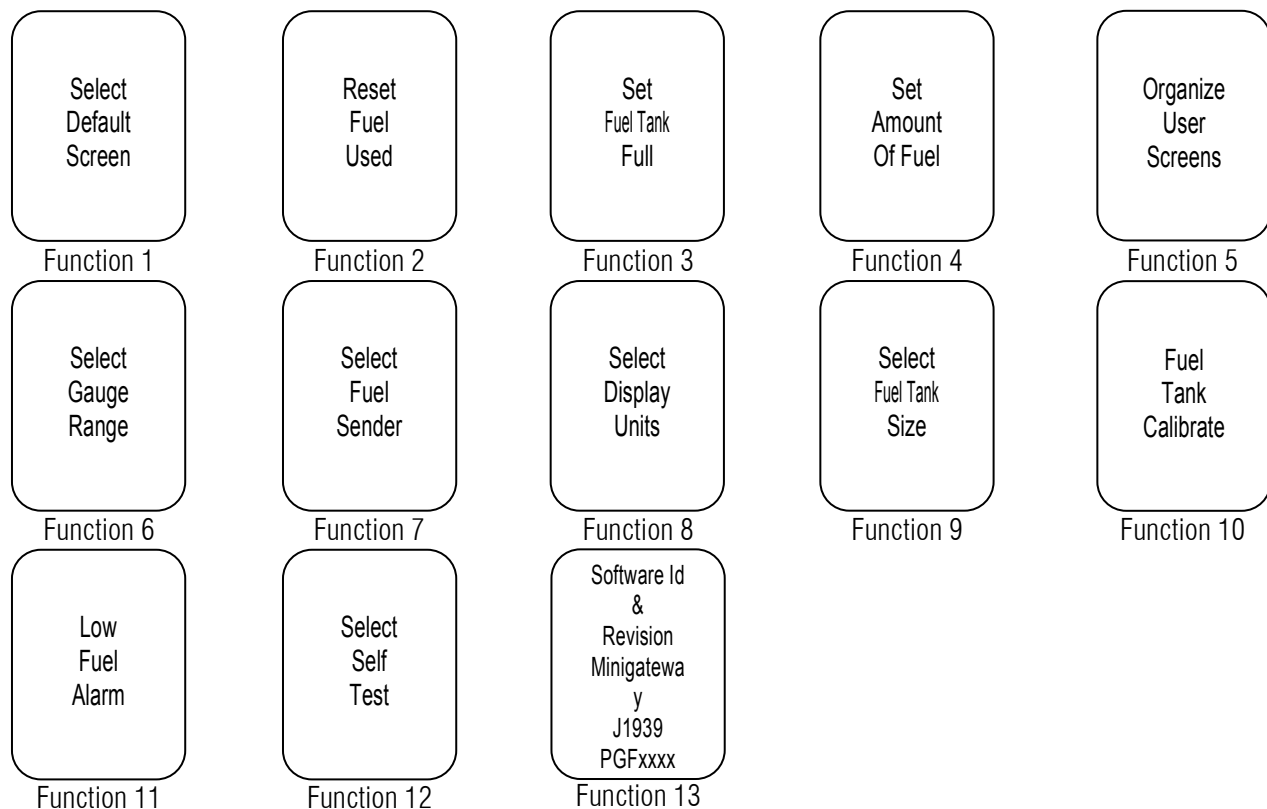 Select
Default
Screen
Function 1
Reset
Fuel
Used
Function 2
Set
Fuel Tank
Full
Function 3
Set
Amount
Of Fuel
Function 4
Organize
User
Screens
Function 5
Select
Gauge
Range
Function 6
Select
Fuel
Sender
Function 7
Select
Display
Units
Function 8
Select
Fuel Tank
Size
Function 9
Fuel
Tank
Calibrate
Function 10
Low
Fuel
Alarm
Function 11
Select
Self
Test
Function 12
Software Id
&
Revision
Minigatewa
y
J1939
PGFxxxx
Function 13